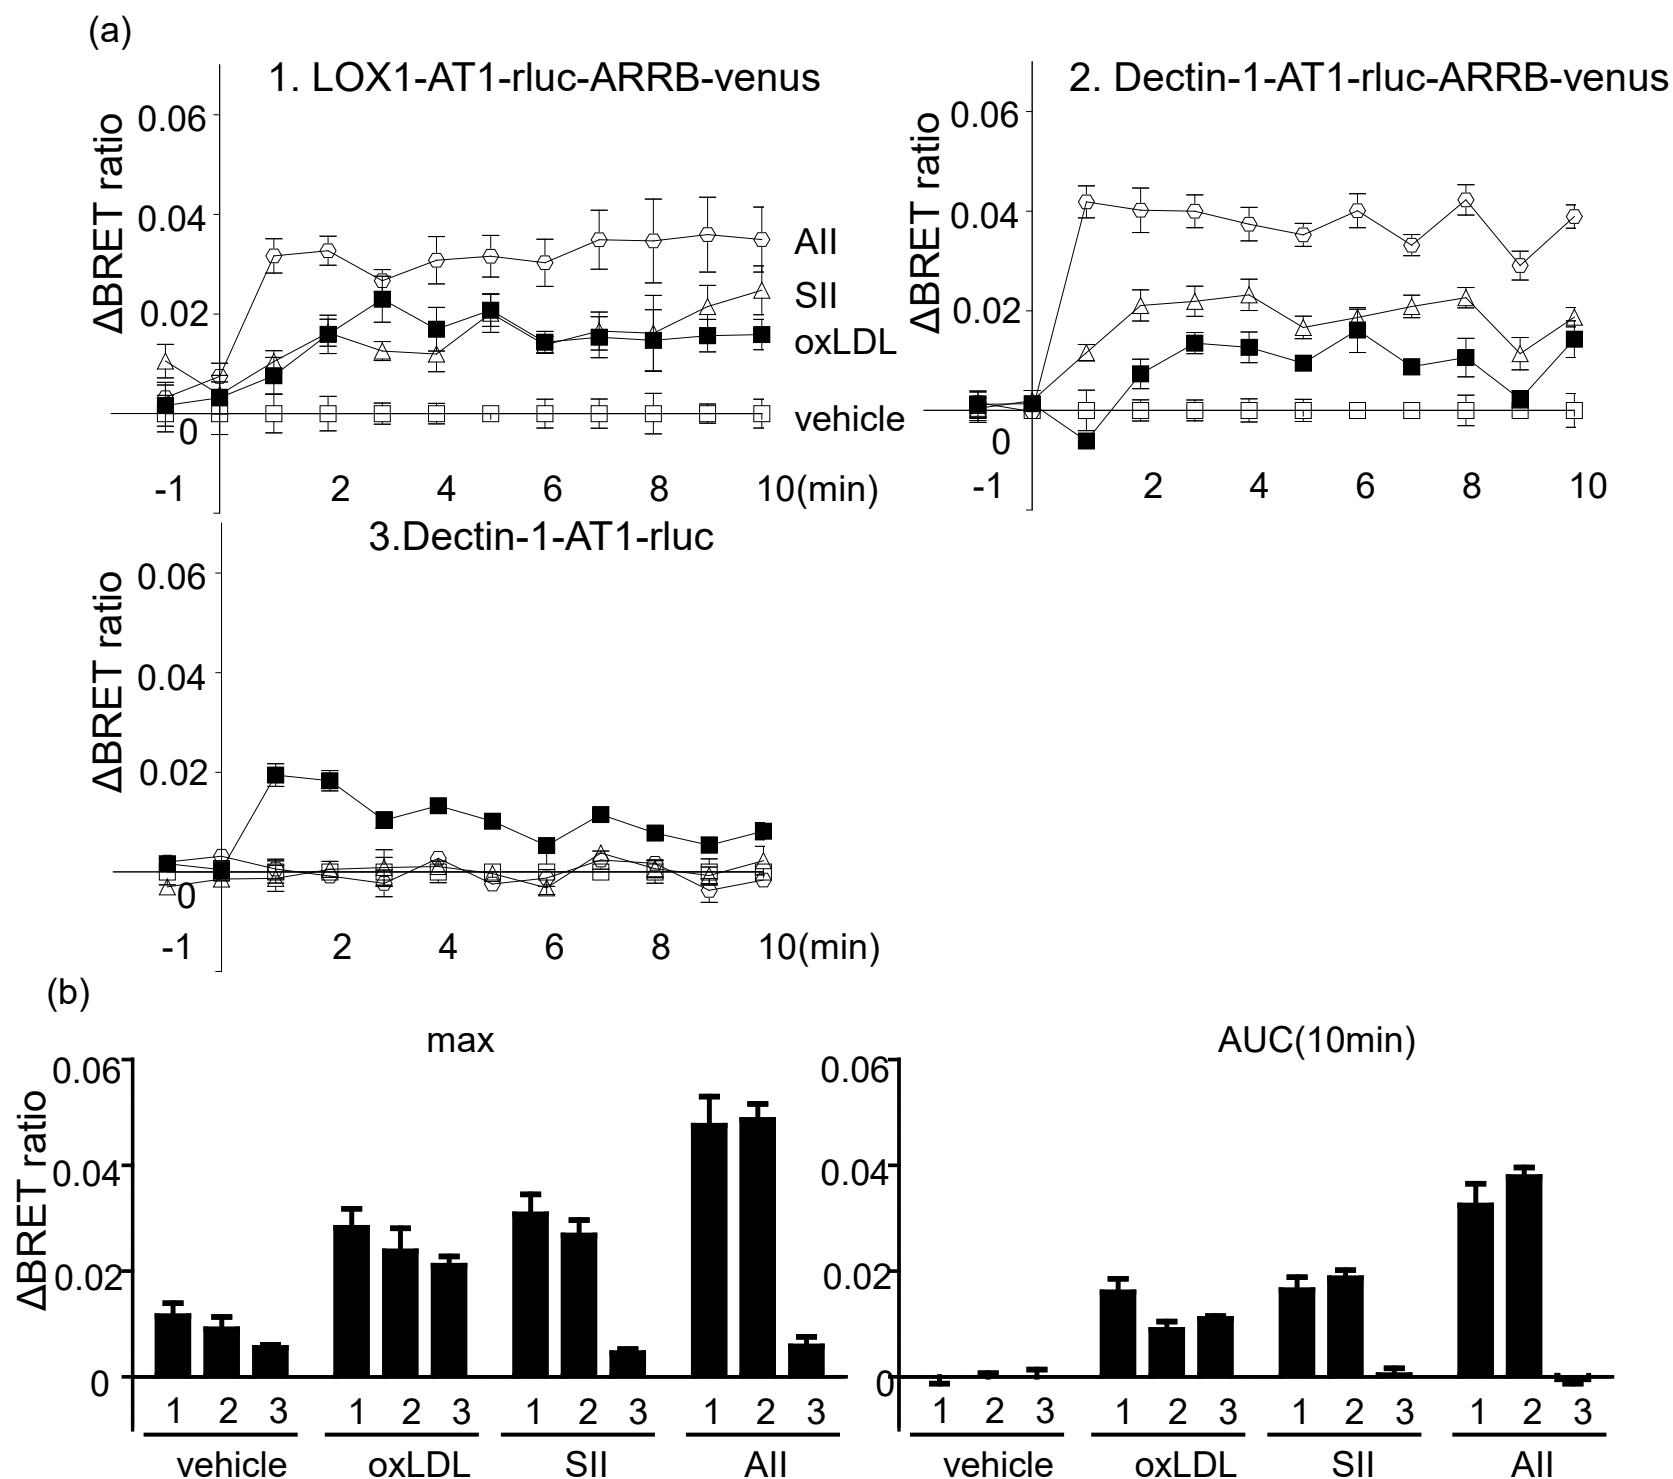 (a)
1. LOX1-AT1-rluc-ARRB-venus
ΔBRET ratio
0.06
0.04
0.02
0
-1 2 4 6 8 10(min)
AII
SII
oxLDL
vehicle
2. Dectin-1-AT1-rluc-ARRB-venus
ΔBRET ratio
0.06
0.04
0.02
0
-1 2 4 6 8 10
3.Dectin-1-AT1-rluc
ΔBRET ratio
0.06
0.04
0.02
0
-1 2 4 6 8 10(min)
(b)
max
ΔBRET ratio
0.06
0.04
0.02
0
1 2 3 1 2 3 1 2 3 1 2 3
vehicle oxLDL SII AII
AUC(10min)
0.06
0.04
0.02
0
1 2 3 1 2 3 1 2 3 1 2 3
vehicle oxLDL SII AII